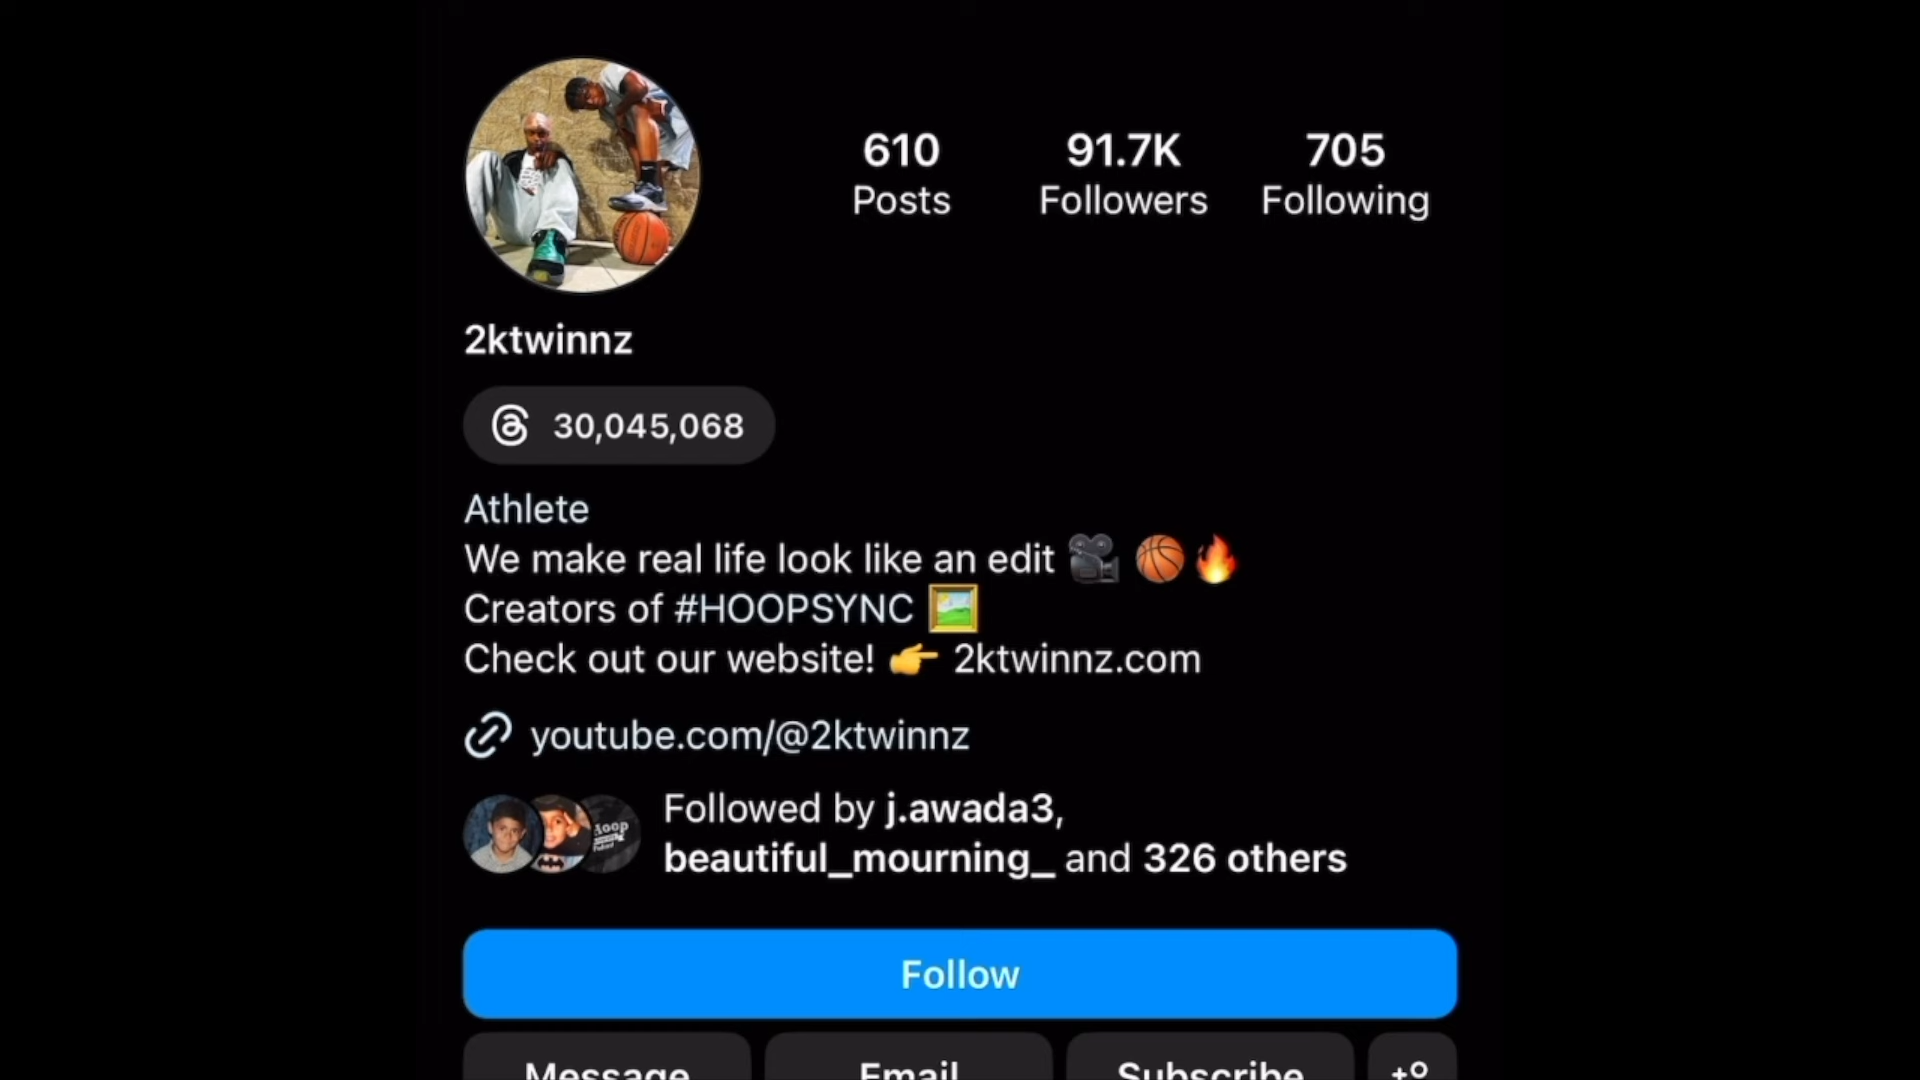 610
Posts
91.7K
Followers
705
Following
2ktwinnz
30,045,068
Athlete
We make real life look like an edit 🎥 🏀 🔥
Creators of #HOOPSYNC 🖼️
Check out our website! 👉 2ktwinnz.com
youtube.com/@2ktwinnz
Followed by j.awada3,
beautiful_mourning_ and 326 others
Follow
Message
Email
Subscribe